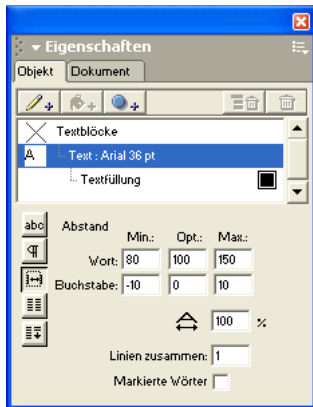 Eigenschaften
Objekt Dokument
Textblöcke
A Text : Arial 36 pt
Textfüllung
abc Abstand
Min.: Opt.: Max.:
Wort: 80 100 150
Buchstabe: -10 0 10
100 %
Linien zusammen: 1
Markierte Wörter